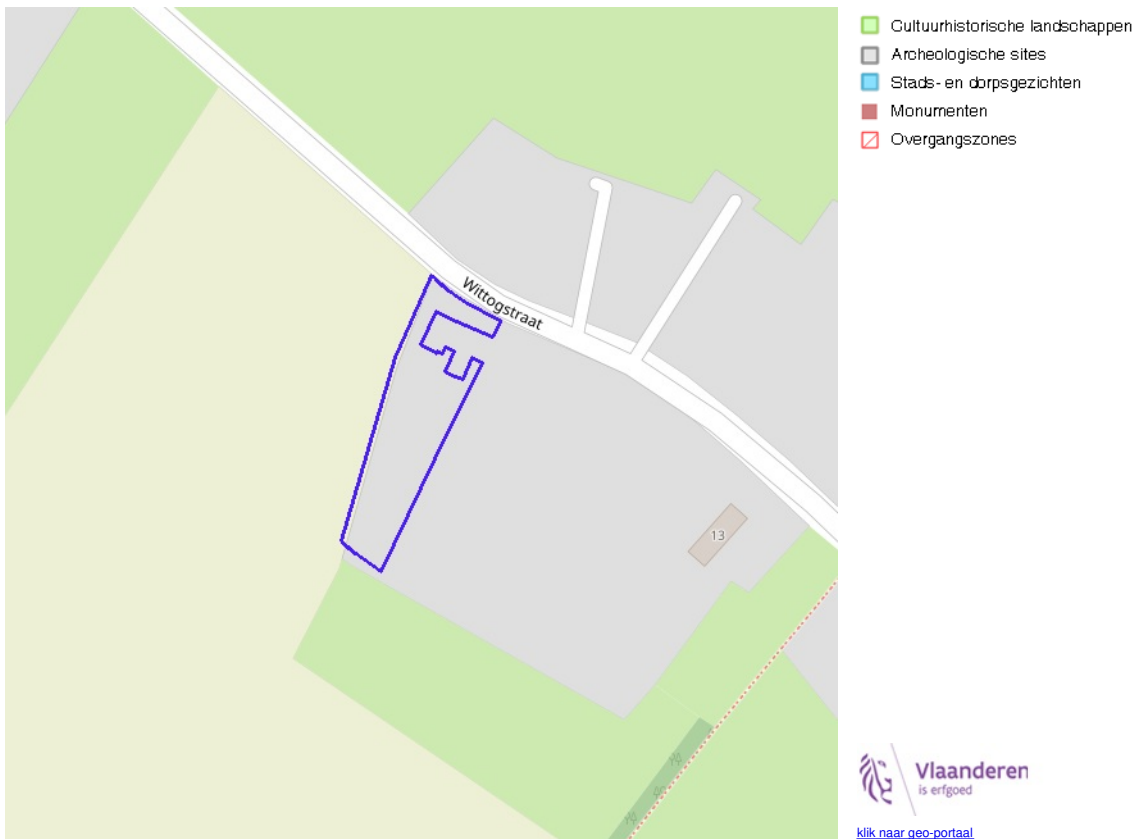 Cultuurhistorische landschappen
Archeologische sites
Stads- en dorpsgezichten
Monumenten
Overgangszones
Wittogstraat
13
Vlaanderen
is erfgoed
klik naar geo-portaal